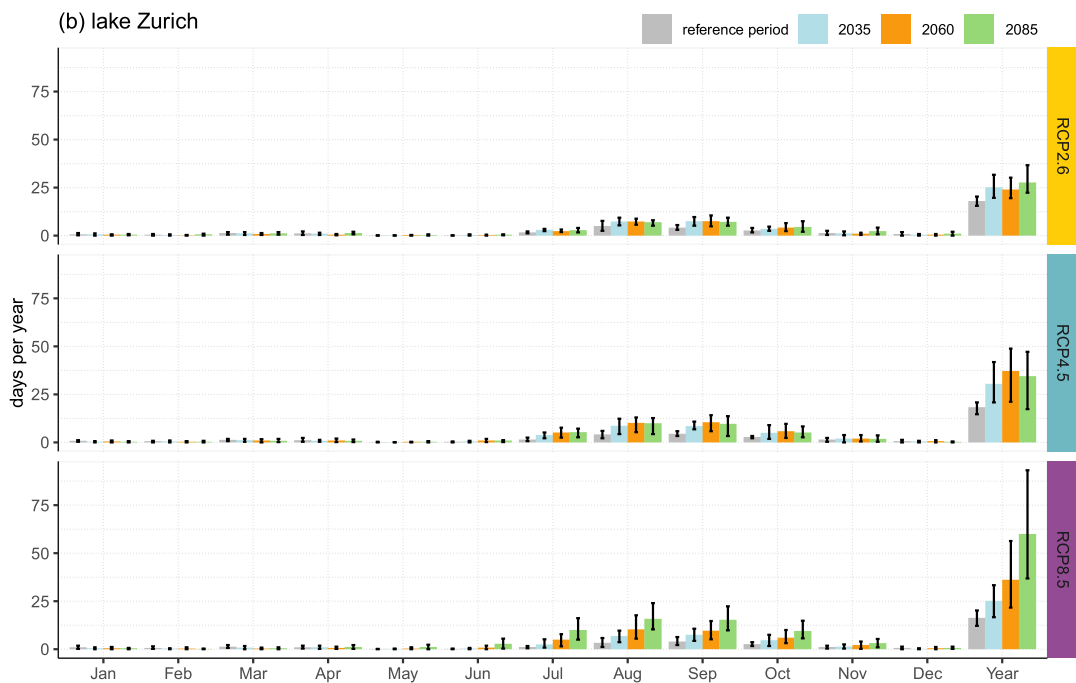 (b) lake Zurich
reference period 2035 2060 2085
days per year
75
50
25
0
RCP2.6
75
50
25
0
RCP4.5
75
50
25
0
RCP8.5
Jan Feb Mar Apr May Jun Jul Aug Sep Oct Nov Dec Year